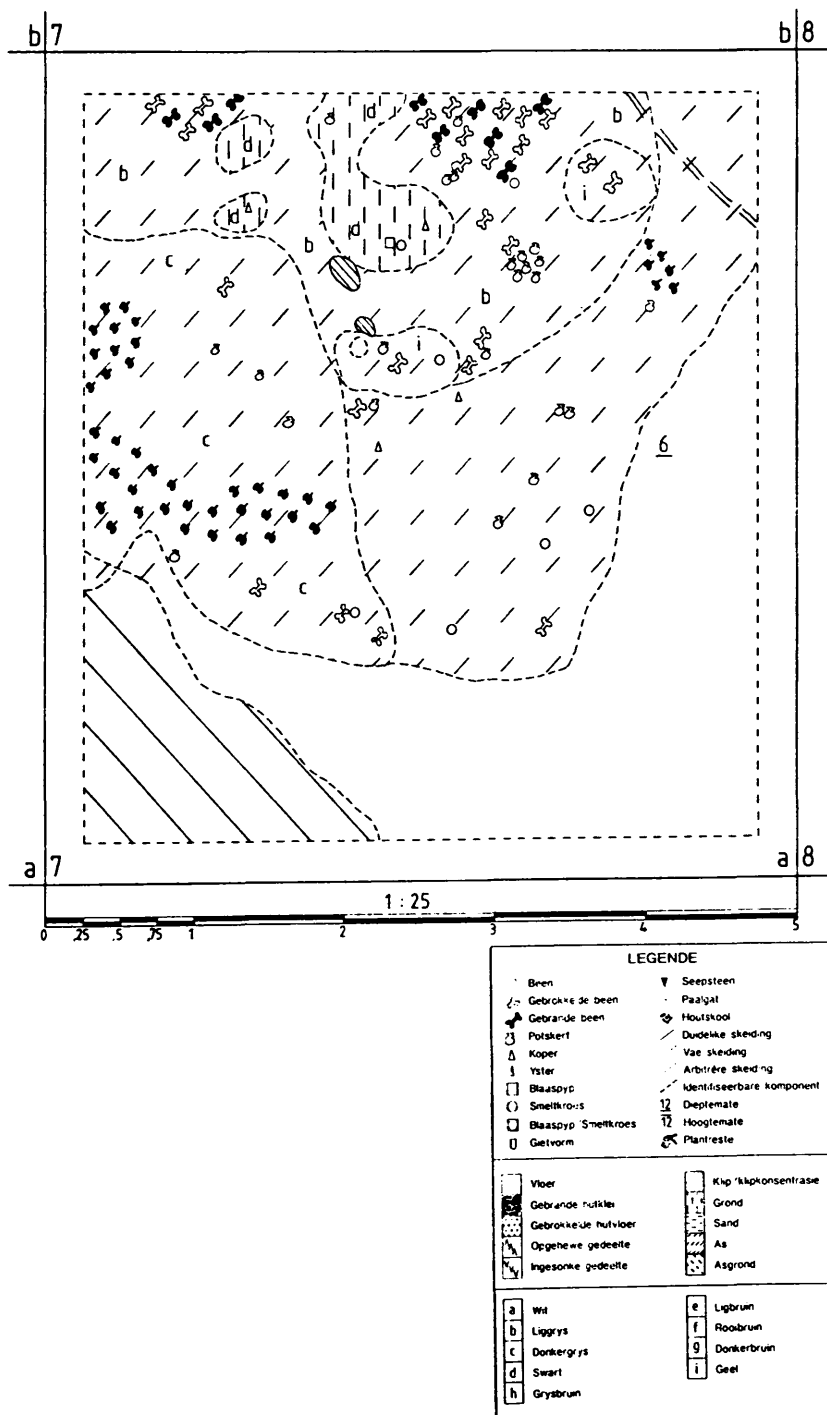 b 7
b 8
d
d
b
b
i
d
d
b
c
b
i
c
6
c
a 7
a 8
1 : 25
0 .25 .5 .75 1 2 3 4 5
LEGENDE
Been
Gebrokkelde been
Gebrande been
Potskerf
Koper
Yster
Blaaspyp
Smeltkroes
Blaaspyp Smeltkroes
Gietvorm
Seepsteen
Paalgat
Houtskool
Duidelike skeiding
Vae skeiding
Arbitrêre skeiding
Identifiseerbare komponent
12 Dieptemate
12 Hoogtemate
Plantreste
Vloer
Gebrande hutklei
Gebrokkelde hutvloer
Opgehewe gedeelte
Ingesonke gedeelte
Klip/klipkonsentrasie
Grond
Sand
As
Asgrond
a Wit
b Liggrys
c Donkergrys
d Swart
h Grysbruin
e Ligbruin
f Rooibruin
g Donkerbruin
i Geel